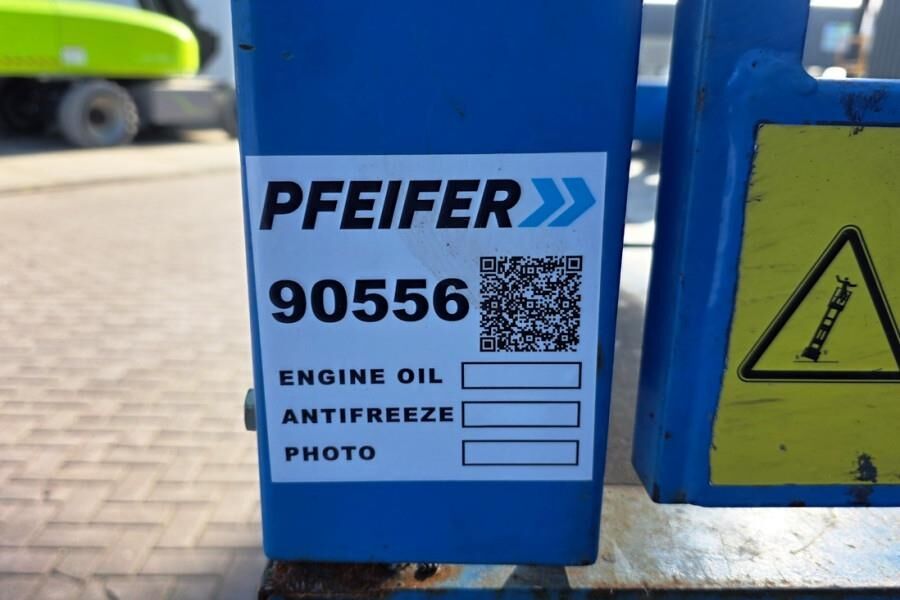 PFEIFER
90556
ENGINE OIL
ANTIFREEZE
PHOTO